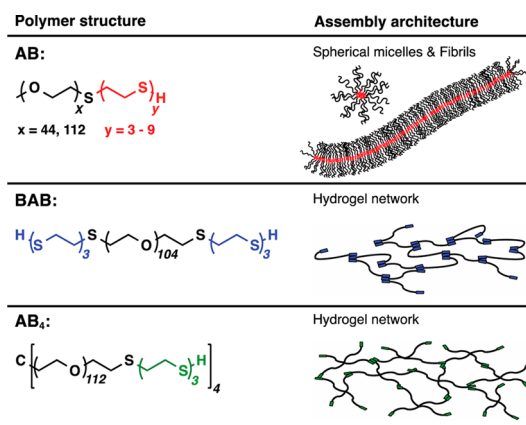 Polymer structure Assembly architecture
AB: Spherical micelles & Fibrils
O S S H
x y
x = 44, 112 y = 3 - 9
BAB: Hydrogel network
H S 3 S O 104 S S 3 H
AB4: Hydrogel network
C O 112 S S 3 H 4